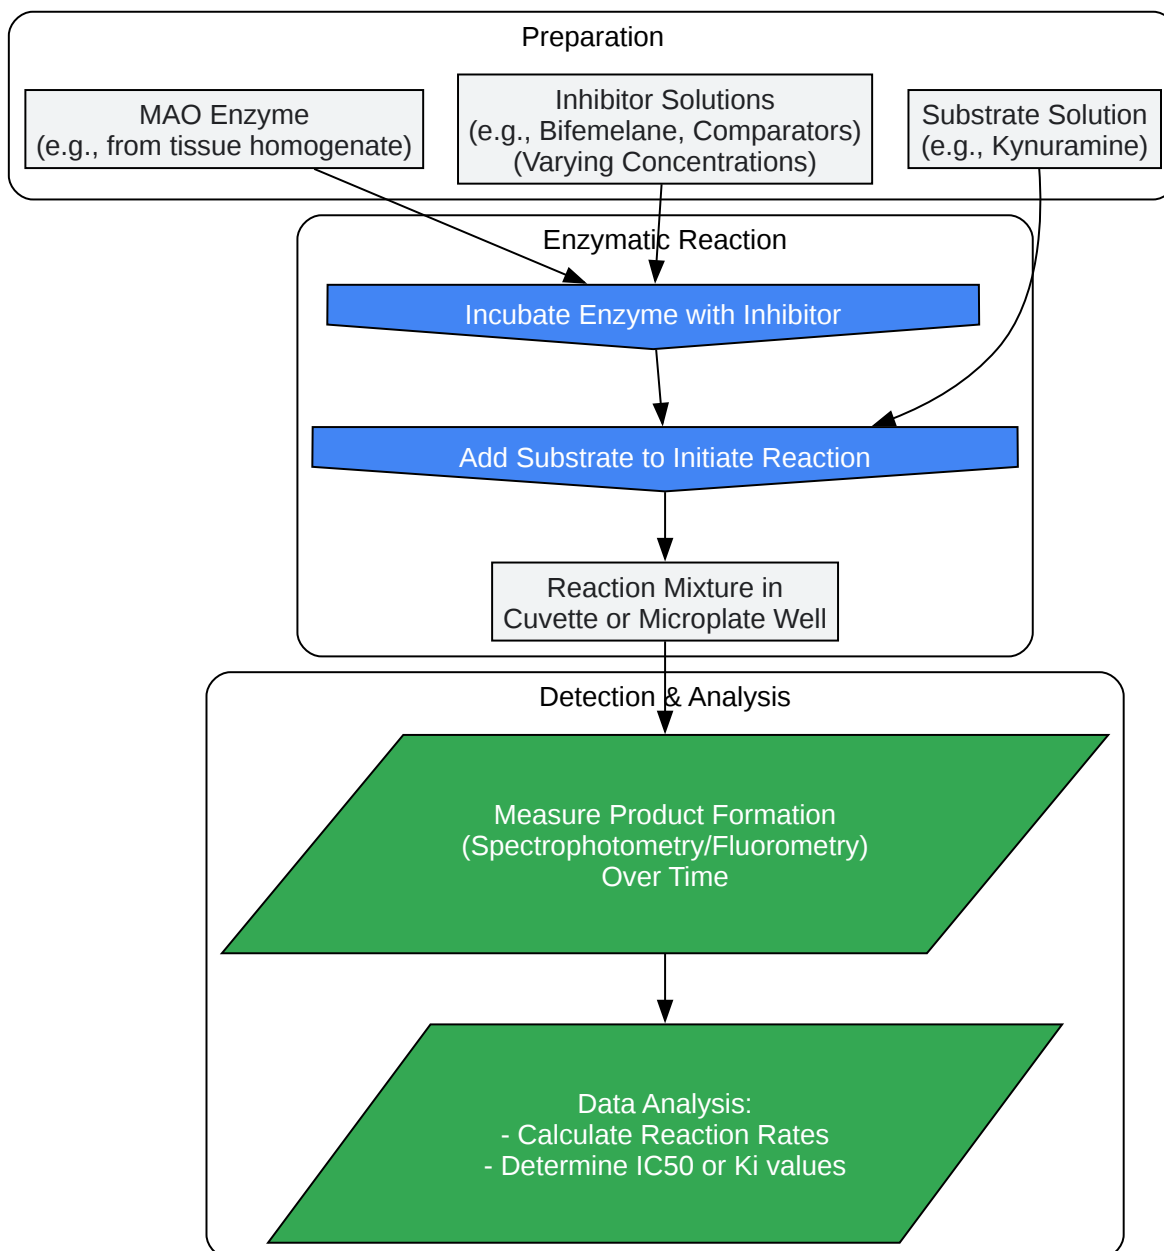 Preparation
MAO Enzyme
(e.g., from tissue homogenate)
Inhibitor Solutions
(e.g., Bifemelane, Comparators)
(Varying Concentrations)
Substrate Solution
(e.g., Kynuramine)
Enzymatic Reaction
Incubate Enzyme with Inhibitor
Add Substrate to Initiate Reaction
Reaction Mixture in
Cuvette or Microplate Well
Detection & Analysis
Measure Product Formation
(Spectrophotometry/Fluorometry)
Over Time
Data Analysis:
- Calculate Reaction Rates
- Determine IC50 or Ki values